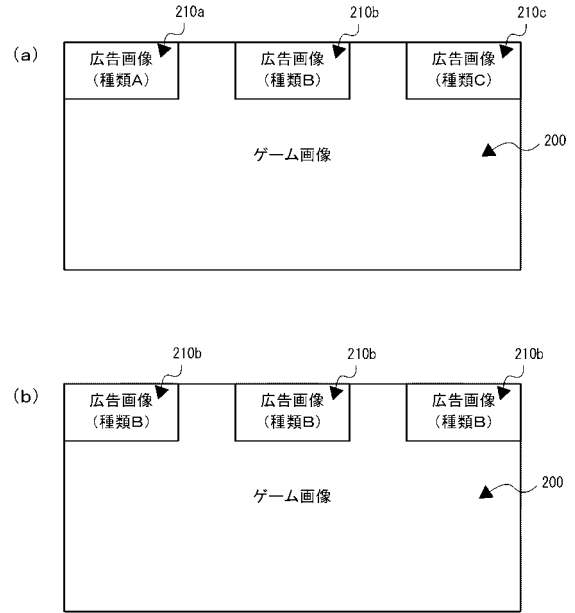 210a 210b 210c
(a)
広告画像 広告画像 広告画像
(種類A) (種類B) (種類C)
ゲーム画像
200
210b 210b 210b
(b)
広告画像 広告画像 広告画像
(種類B) (種類B) (種類B)
ゲーム画像
200